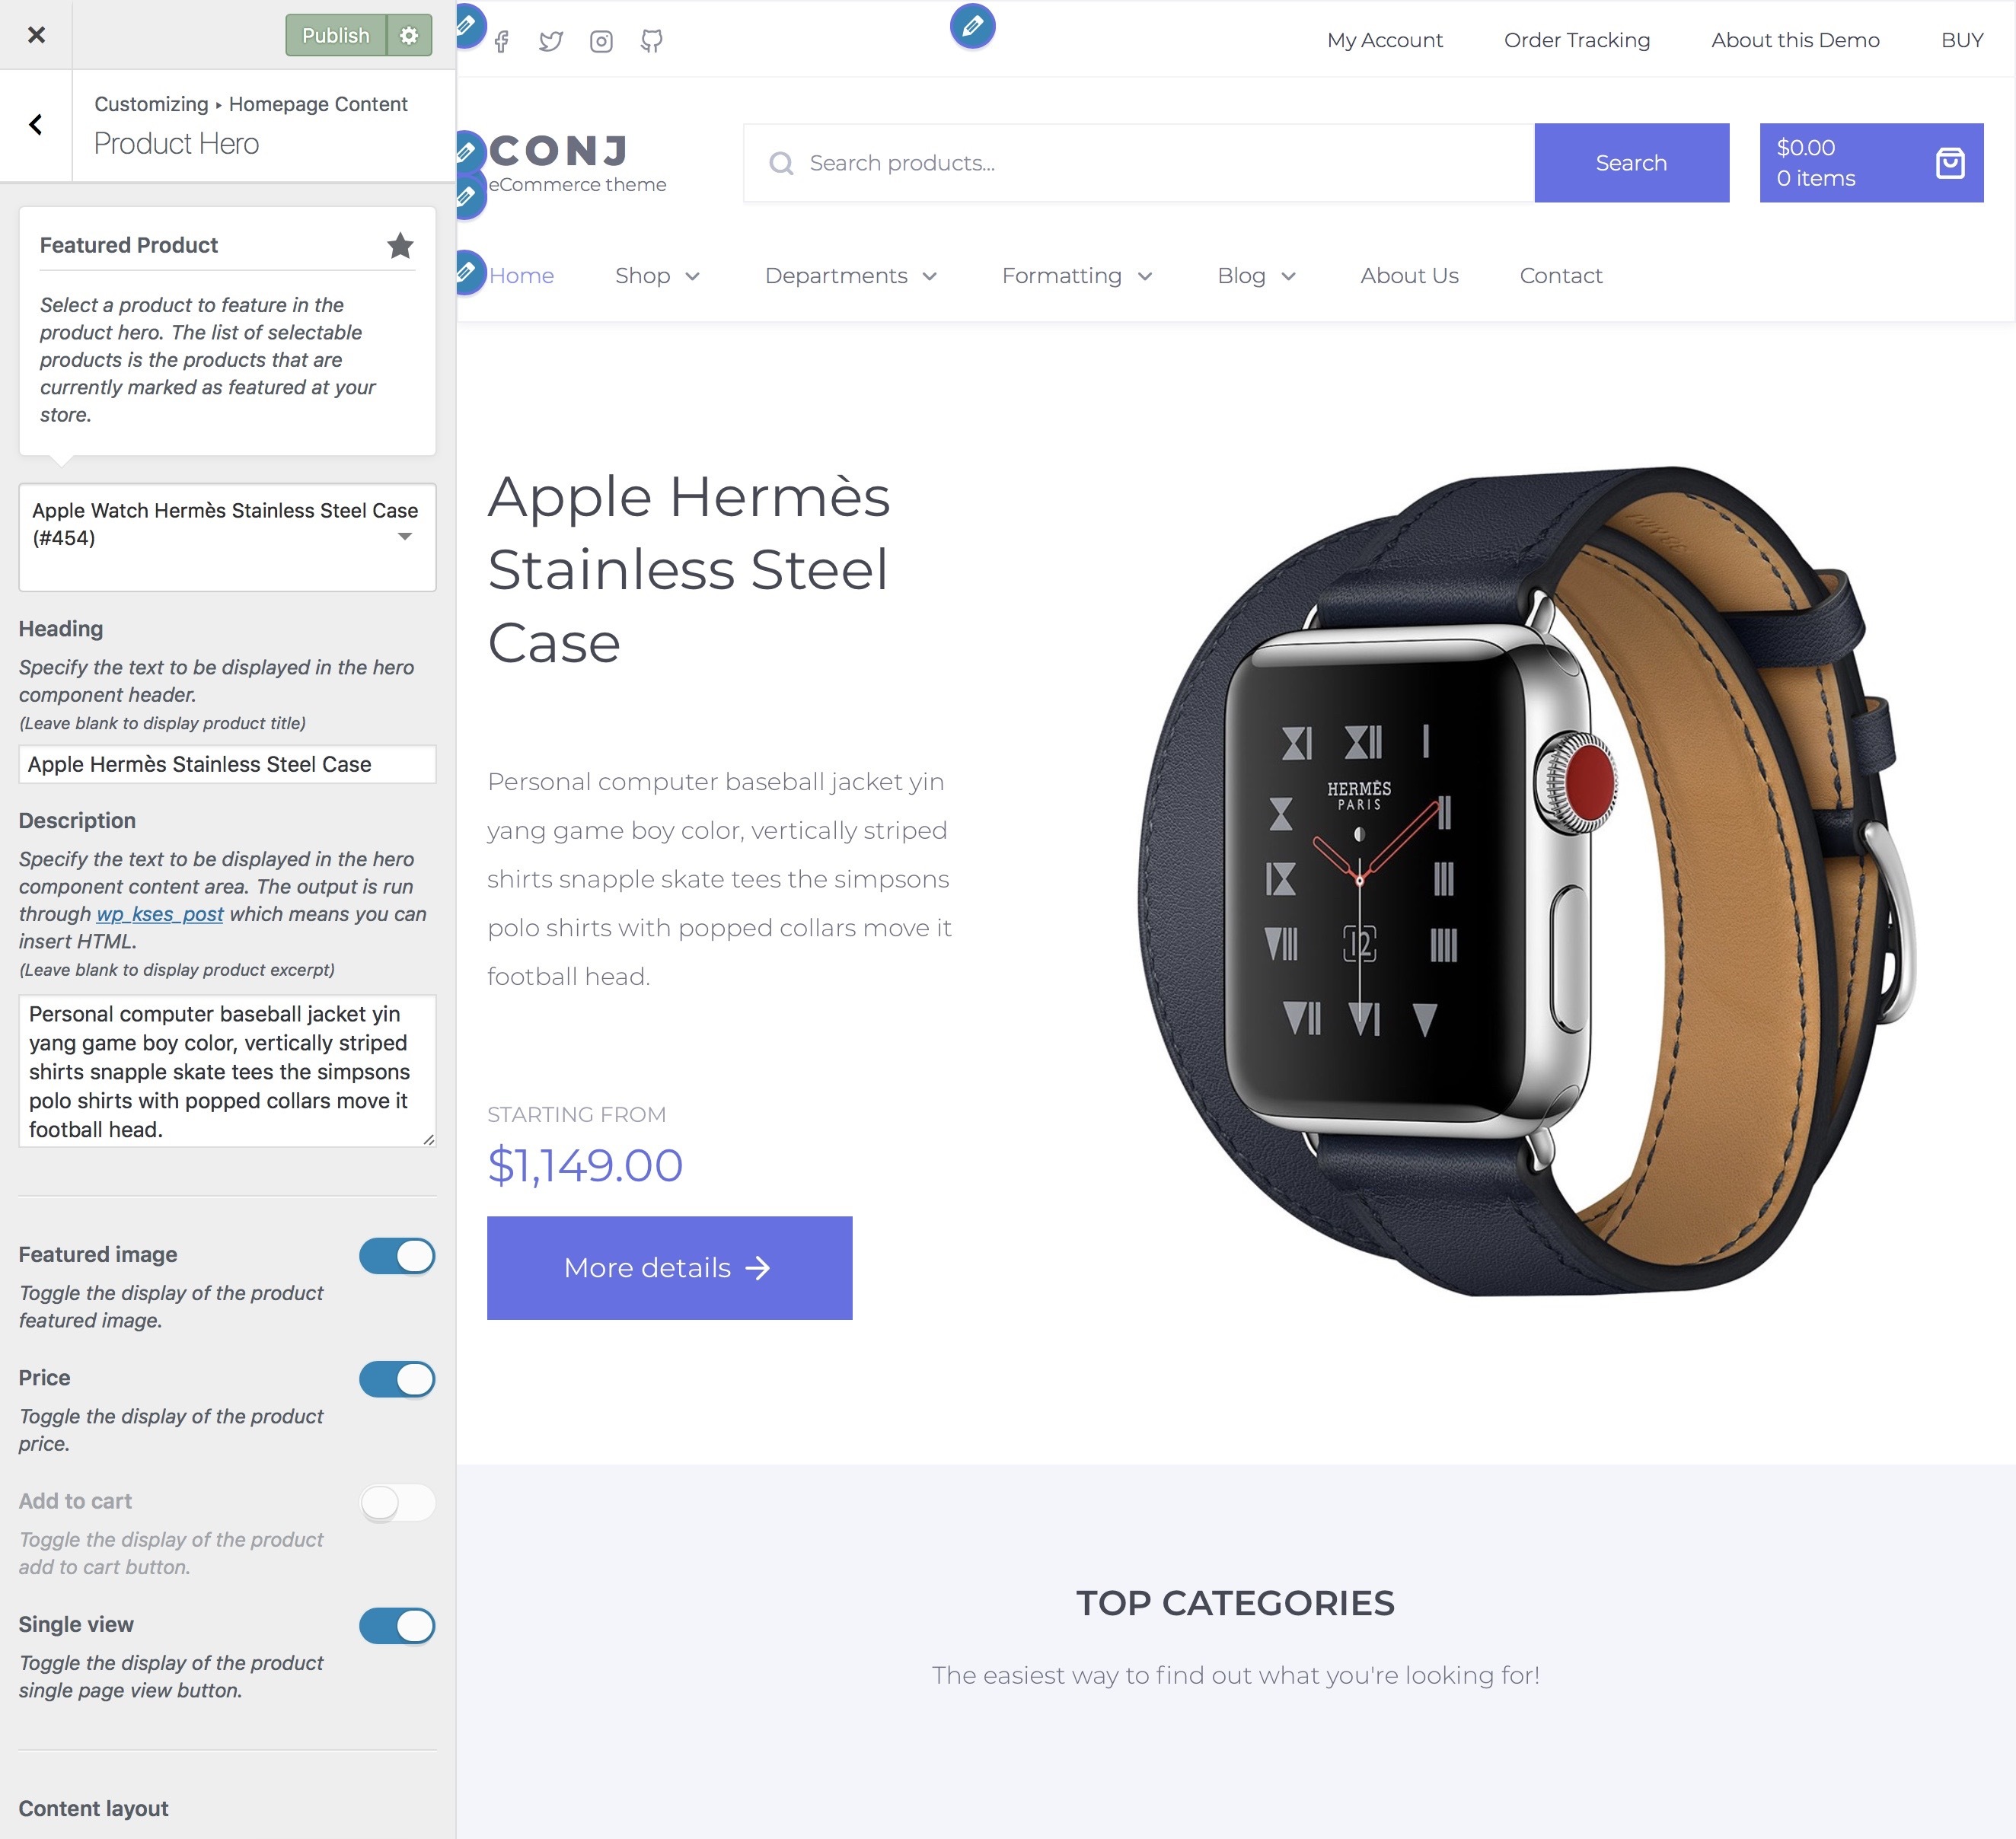 Publish
Customizing ▸ Homepage Content
Product Hero
Featured Product
Select a product to feature in the
product hero. The list of selectable
products is the products that are
currently marked as featured at your
store.
Apple Watch Hermès Stainless Steel Case
(#454)
Heading
Specify the text to be displayed in the hero
component header.
(Leave blank to display product title)
Apple Hermès Stainless Steel Case
Description
Specify the text to be displayed in the hero
component content area. The output is run
through wp_kses_post which means you can
insert HTML.
(Leave blank to display product excerpt)
Personal computer baseball jacket yin
yang game boy color, vertically striped
shirts snapple skate tees the simpsons
polo shirts with popped collars move it
football head.
Featured image
Toggle the display of the product
featured image.
Price
Toggle the display of the product
price.
Add to cart
Toggle the display of the product
add to cart button.
Single view
Toggle the display of the product
single page view button.
Content layout
My Account Order Tracking About this Demo BUY
CONJ
eCommerce theme
Search products...
Search
$0.00
0 items
Home Shop Departments Formatting Blog About Us Contact
Apple Hermès
Stainless Steel
Case
Personal computer baseball jacket yin
yang game boy color, vertically striped
shirts snapple skate tees the simpsons
polo shirts with popped collars move it
football head.
STARTING FROM
$1,149.00
More details →
XI XII I
HERMÈS
PARIS
X II
IX III
VIII 12 IIII
VII VI V
TOP CATEGORIES
The easiest way to find out what you're looking for!